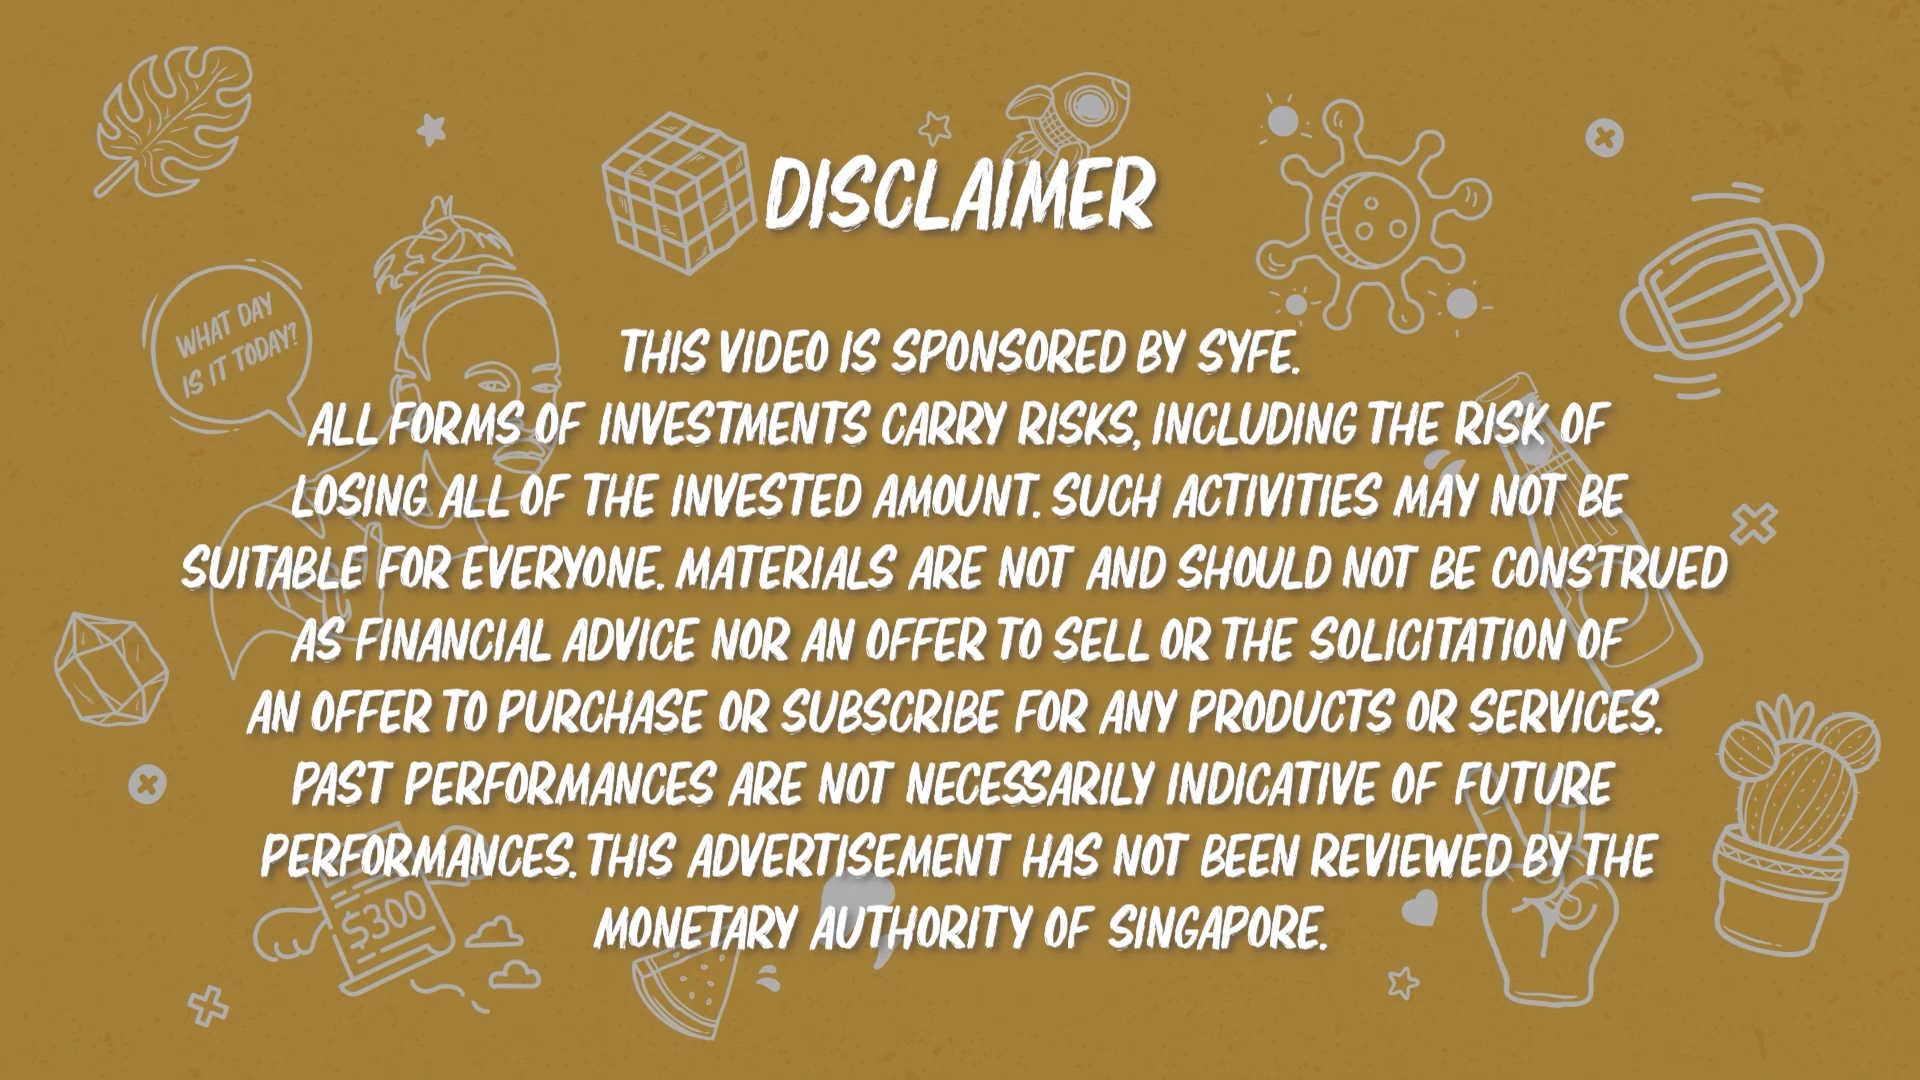 DISCLAIMER
WHAT DAY
IS IT TODAY?
THIS VIDEO IS SPONSORED BY SYFE.
ALL FORMS OF INVESTMENTS CARRY RISKS, INCLUDING THE RISK OF
LOSING ALL OF THE INVESTED AMOUNT. SUCH ACTIVITIES MAY NOT BE
SUITABLE FOR EVERYONE. MATERIALS ARE NOT AND SHOULD NOT BE CONSTRUED
AS FINANCIAL ADVICE NOR AN OFFER TO SELL OR THE SOLICITATION OF
AN OFFER TO PURCHASE OR SUBSCRIBE FOR ANY PRODUCTS OR SERVICES.
PAST PERFORMANCES ARE NOT NECESSARILY INDICATIVE OF FUTURE
PERFORMANCES. THIS ADVERTISEMENT HAS NOT BEEN REVIEWED BY THE
MONETARY AUTHORITY OF SINGAPORE.
$300